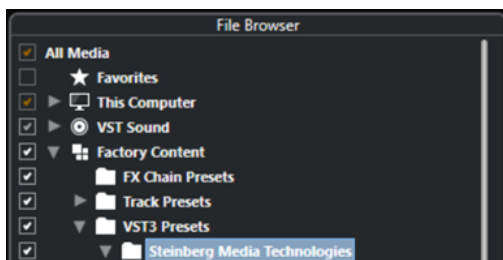 File Browser
All Media
Favorites
This Computer
VST Sound
Factory Content
FX Chain Presets
Track Presets
VST3 Presets
Steinberg Media Technologies